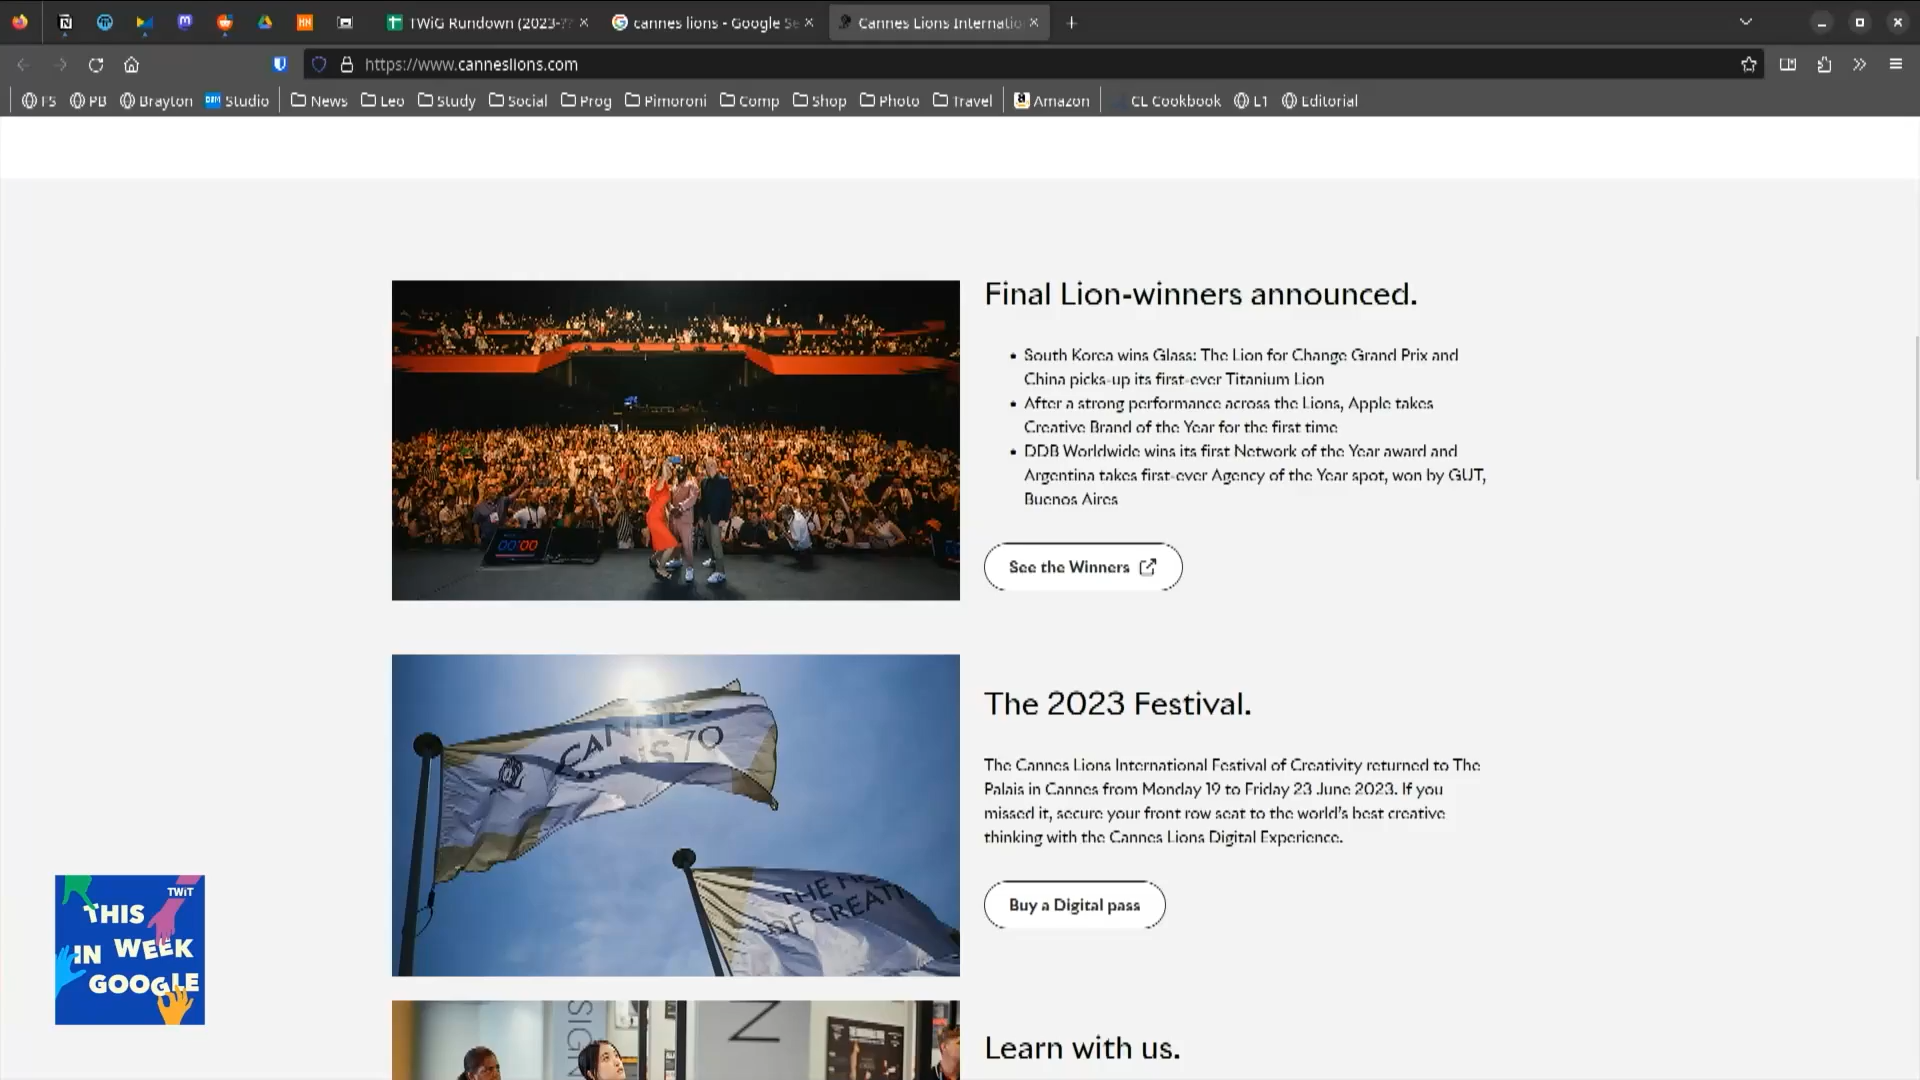 TWiG Rundown (2023-??
cannes lions - Google Se
Cannes Lions Internatio
https://www.canneslions.com
FS
PB
Brayton
Studio
News
Leo
Study
Social
Prog
Pimoroni
Comp
Shop
Photo
Travel
Amazon
CL Cookbook
L1
Editorial
Final Lion-winners announced.
• South Korea wins Glass: The Lion for Change Grand Prix and
China picks-up its first-ever Titanium Lion
• After a strong performance across the Lions, Apple takes
Creative Brand of the Year for the first time
• DDB Worldwide wins its first Network of the Year award and
Argentina takes first-ever Agency of the Year spot, won by GUT,
Buenos Aires
00:00
See the Winners
CANNES
NS70
The 2023 Festival.
The Cannes Lions International Festival of Creativity returned to The
Palais in Cannes from Monday 19 to Friday 23 June 2023. If you
missed it, secure your front row seat to the world's best creative
thinking with the Cannes Lions Digital Experience.
THE
OF CREATI
Buy a Digital pass
TWiT
THIS
WEEK
IN
GOOGLE
Learn with us.